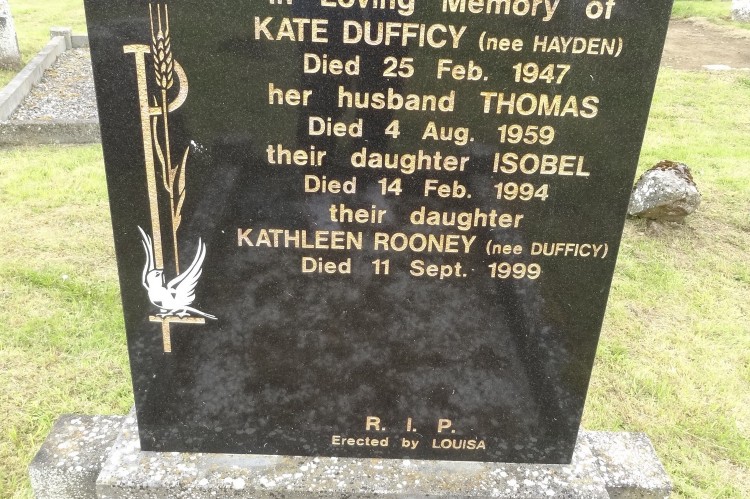 In Loving Memory of
KATE DUFFICY (nee HAYDEN)
Died 25 Feb. 1947
her husband THOMAS
Died 4 Aug. 1959
their daughter ISOBEL
Died 14 Feb. 1994
their daughter
KATHLEEN ROONEY (nee DUFFICY)
Died 11 Sept. 1999
R. I. P.
Erected by LOUISA